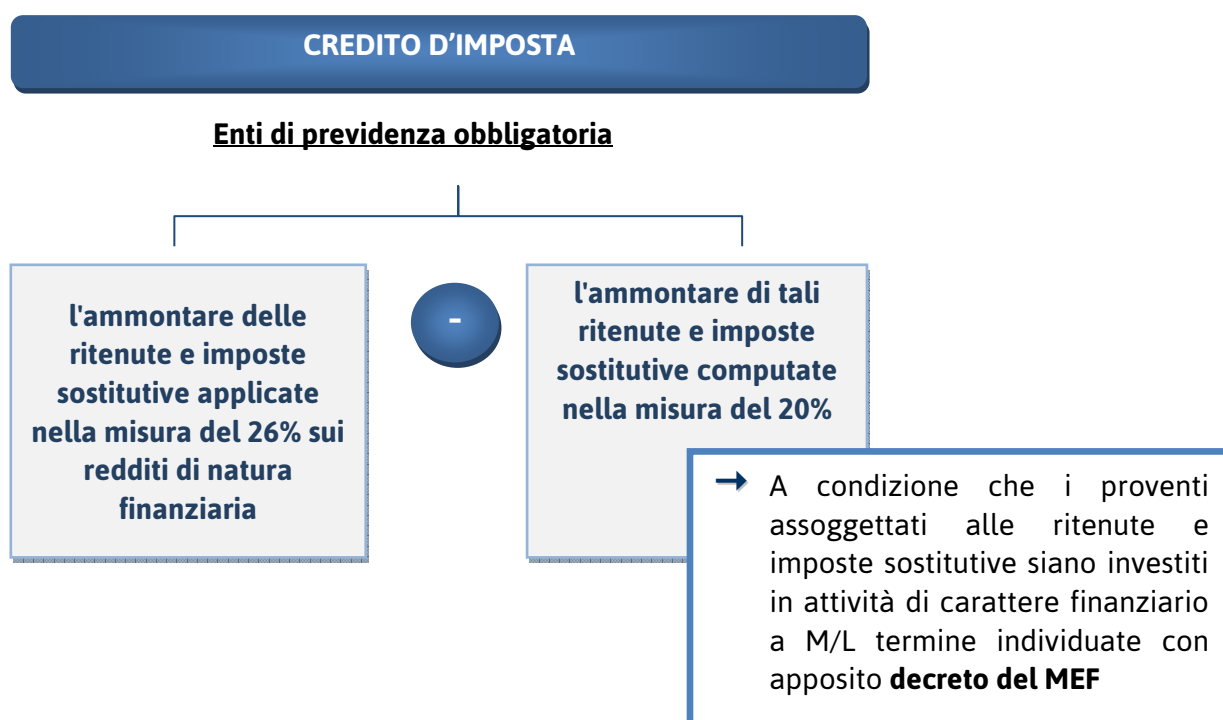 CREDITO D’IMPOSTA
Enti di previdenza obbligatoria
l'ammontare delle
ritenute e imposte
sostitutive applicate
nella misura del 26% sui
redditi di natura
finanziaria
-
l'ammontare di tali
ritenute e imposte
sostitutive computate
nella misura del 20%
→ A condizione che i proventi
assoggettati alle ritenute e
imposte sostitutive siano investiti
in attività di carattere finanziario
a M/L termine individuate con
apposito decreto del MEF